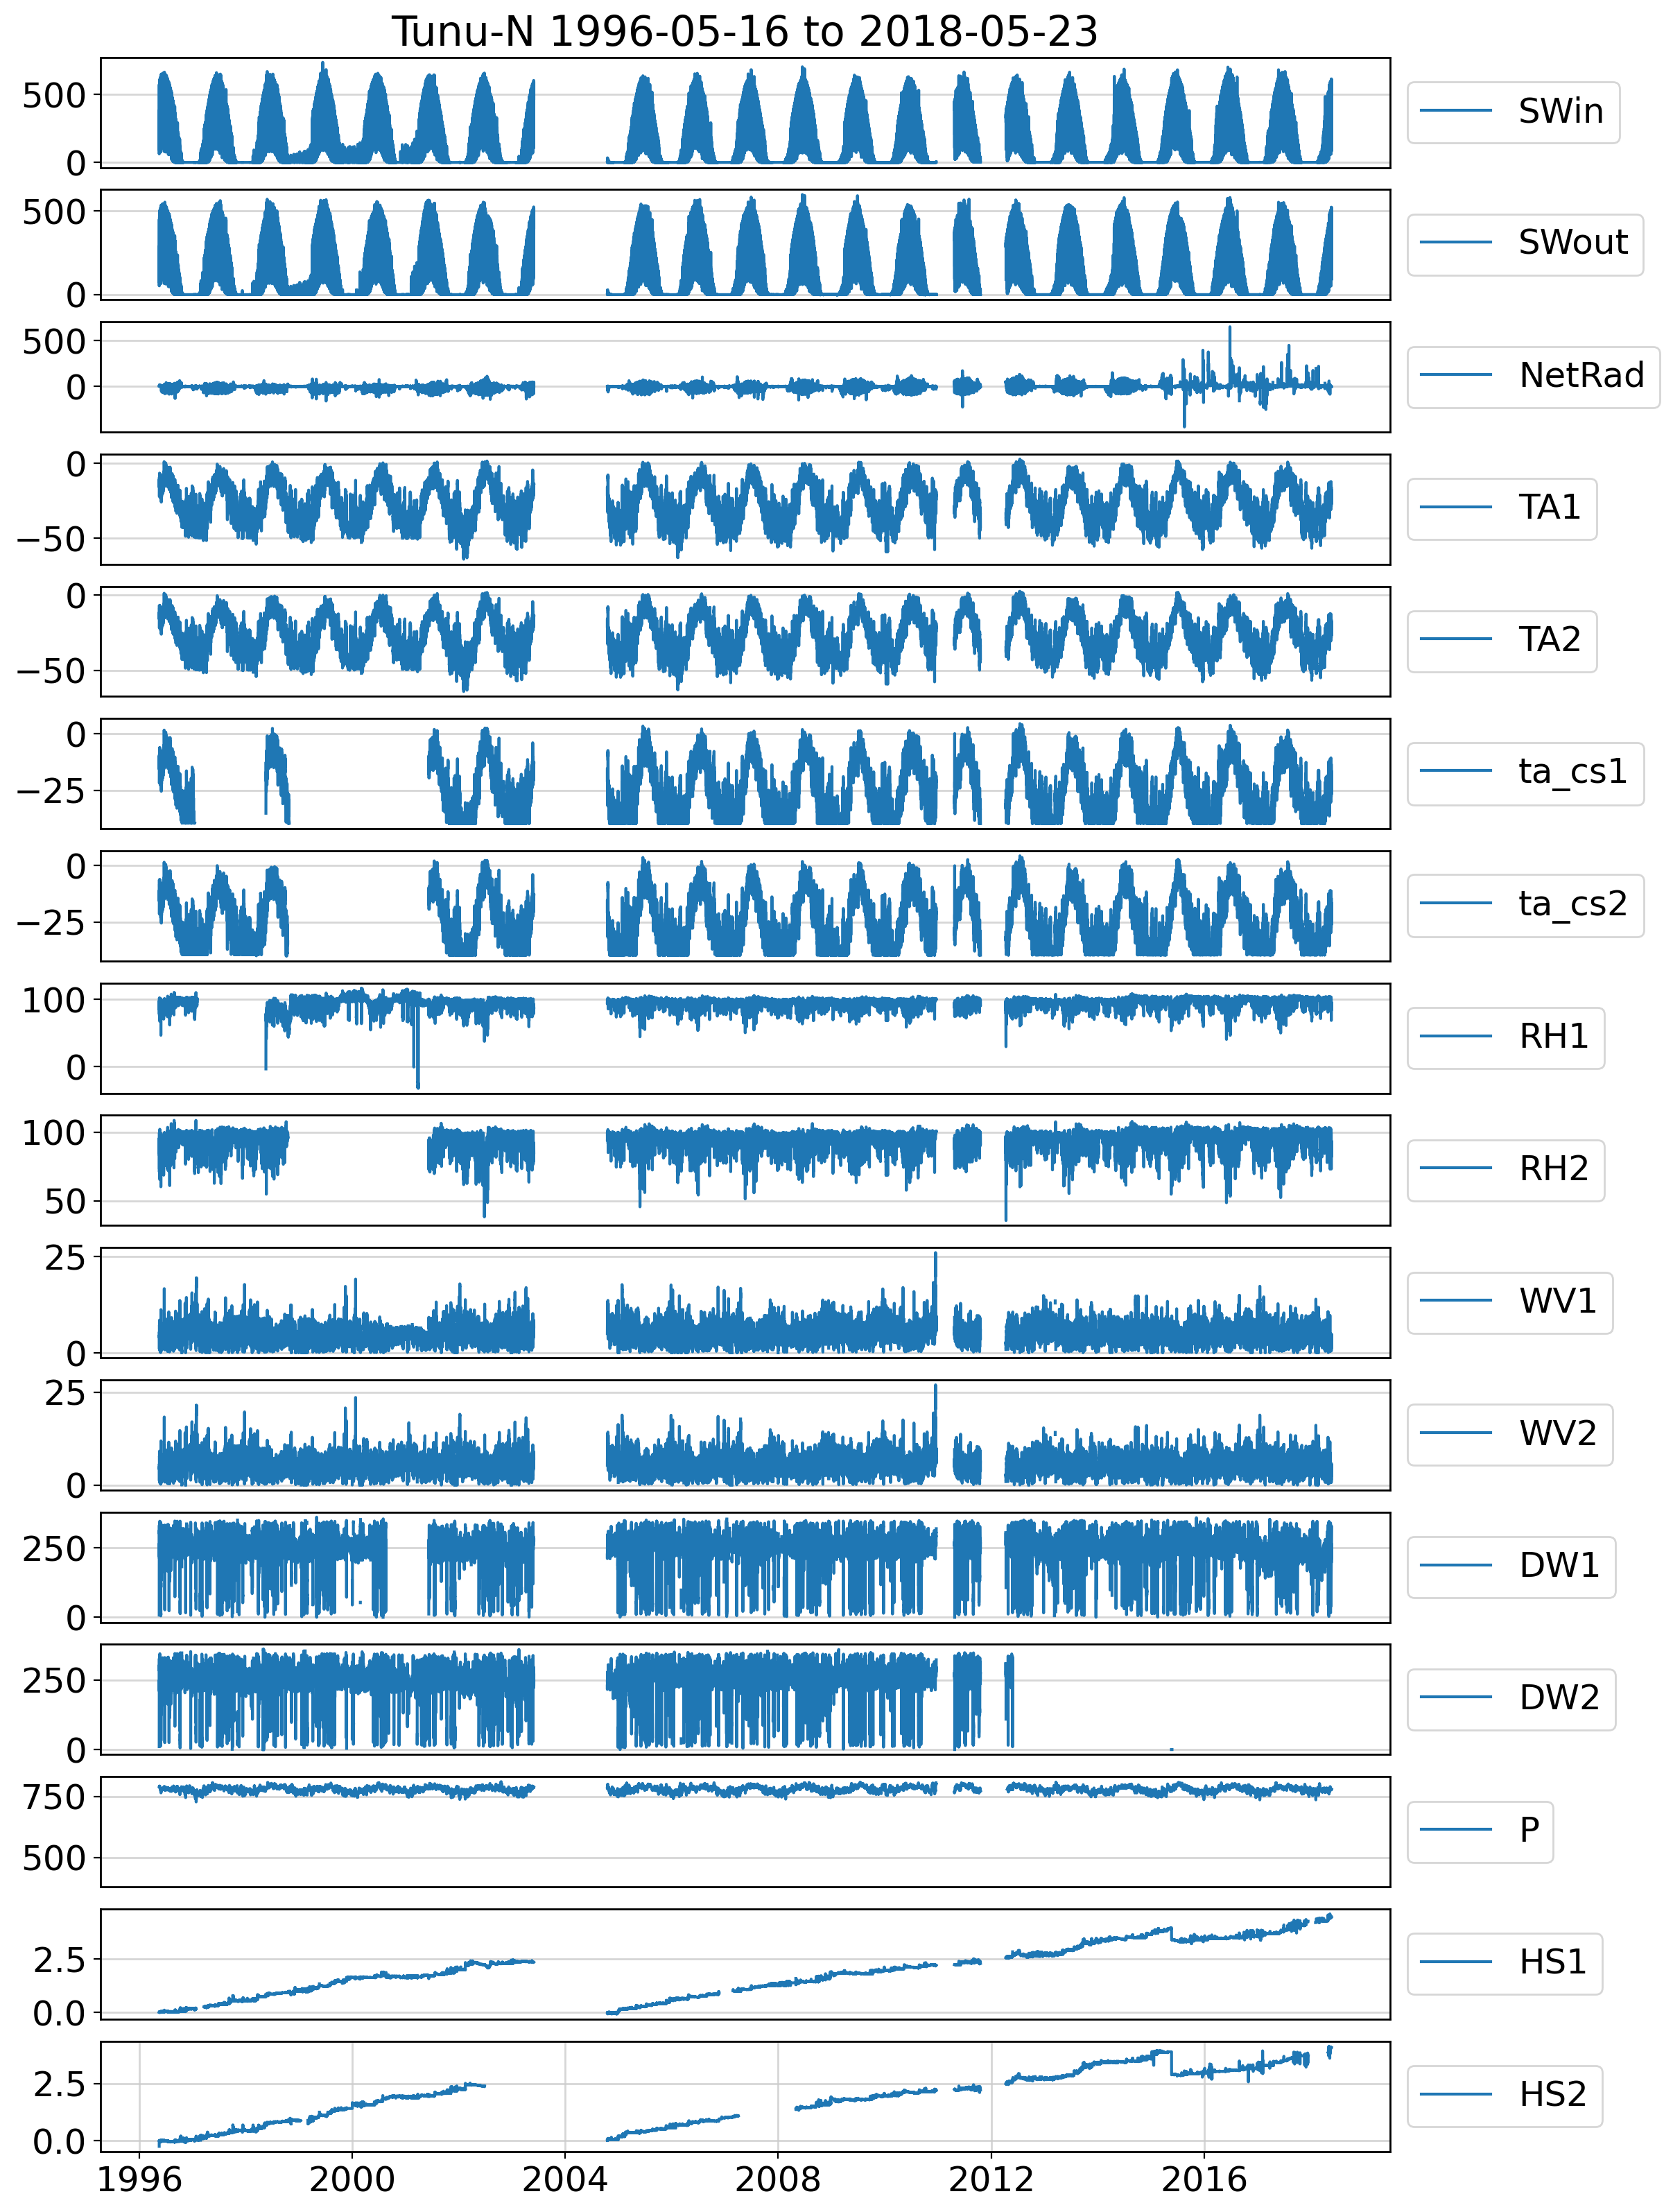 Tunu-N 1996-05-16 to 2018-05-23
500
0
SWin
500
0
SWout
500
0
NetRad
0
−50
TA1
0
−50
TA2
0
−25
ta_cs1
0
−25
ta_cs2
100
0
RH1
100
50
RH2
25
0
WV1
25
0
WV2
250
0
DW1
250
0
DW2
750
500
P
2.5
0.0
HS1
2.5
0.0
HS2
1996 2000 2004 2008 2012 2016